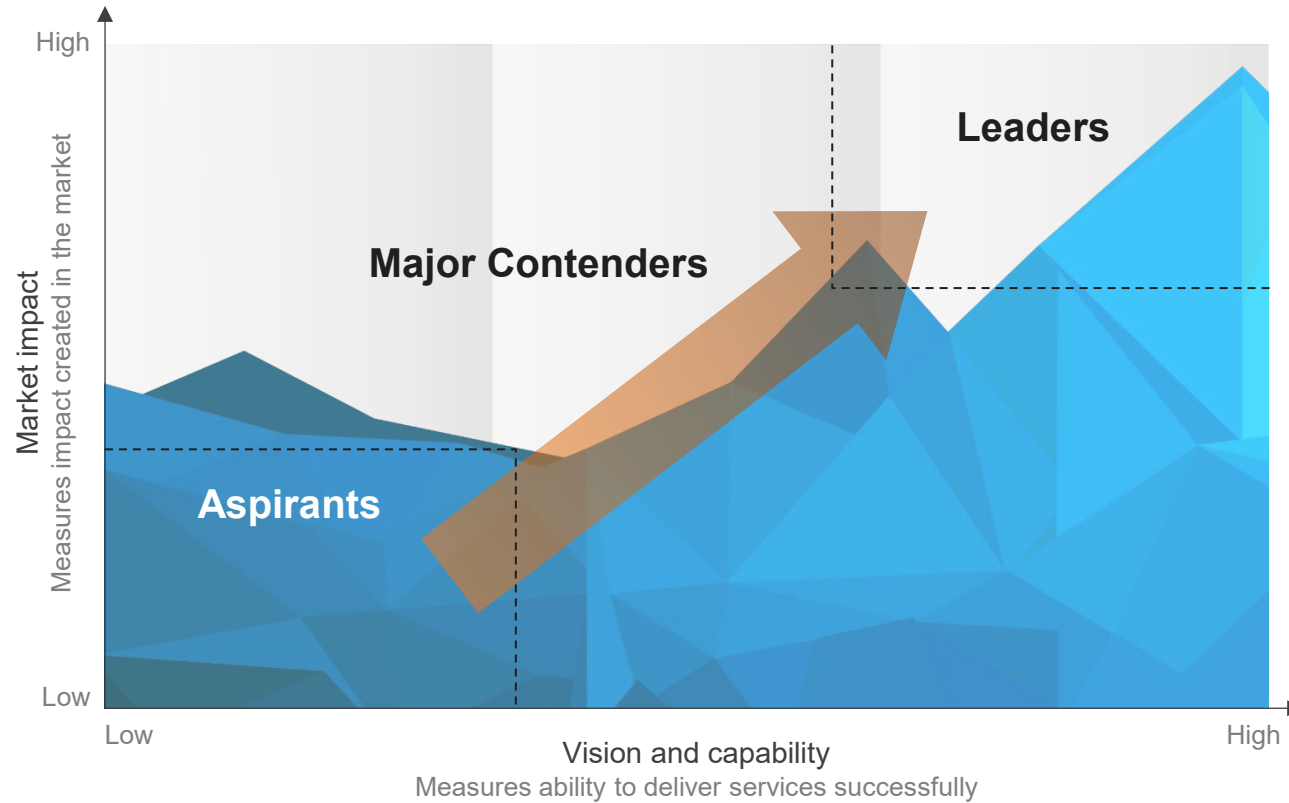 High
Leaders
Major Contenders
Market impact
Measures impact created in the market
Aspirants
Low
Low
High
Vision and capability
Measures ability to deliver services successfully